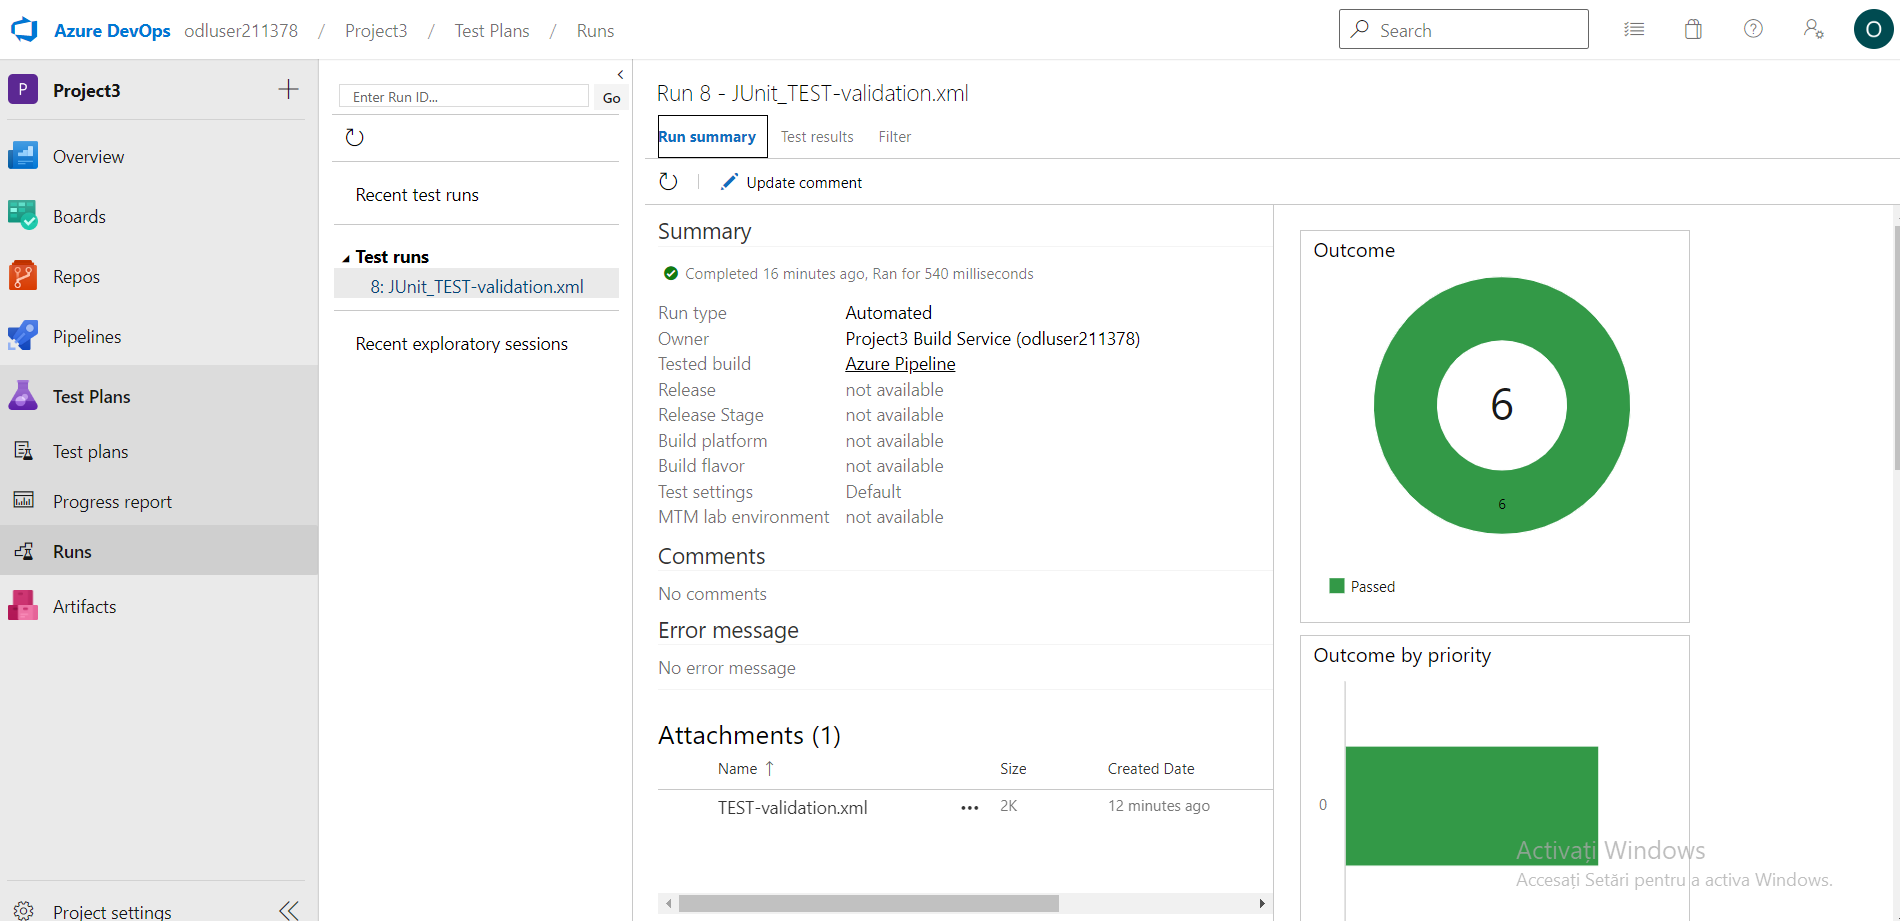 Azure DevOps odluser211378 / Project3 / Test Plans / Runs
Search
O
P Project3
Overview
Boards
Repos
Pipelines
Test Plans
Test plans
Progress report
Runs
Artifacts
Project settings
Enter Run ID...
Go
Recent test runs
Test runs
8: JUnit_TEST-validation.xml
Recent exploratory sessions
Run 8 - JUnit_TEST-validation.xml
Run summary Test results Filter
Update comment
Summary
Completed 16 minutes ago, Ran for 540 milliseconds
Run type Automated
Owner Project3 Build Service (odluser211378)
Tested build Azure Pipeline
Release not available
Release Stage not available
Build platform not available
Build flavor not available
Test settings Default
MTM lab environment not available
Comments
No comments
Error message
No error message
Attachments (1)
Name ↑ Size Created Date
TEST-validation.xml ... 2K 12 minutes ago
Outcome
6
6
Passed
Outcome by priority
0
Activați Windows
Accesați Setări pentru a activa Windows.